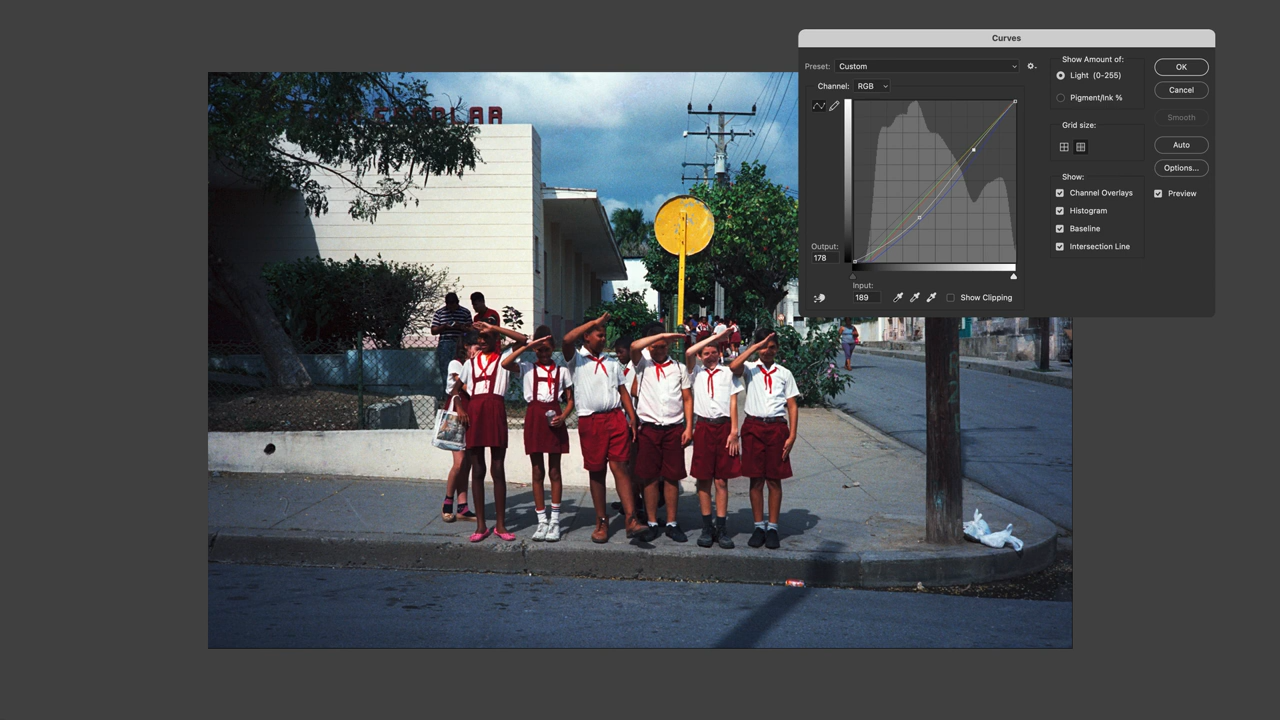 Curves
Preset: Custom
Channel: RGB
Output:
178
Input:
189
Show Clipping
Show Amount of:
Light (0-255)
Pigment/Ink %
Grid size:
Show:
Channel Overlays
Histogram
Baseline
Intersection Line
OK
Cancel
Smooth
Auto
Options...
Preview